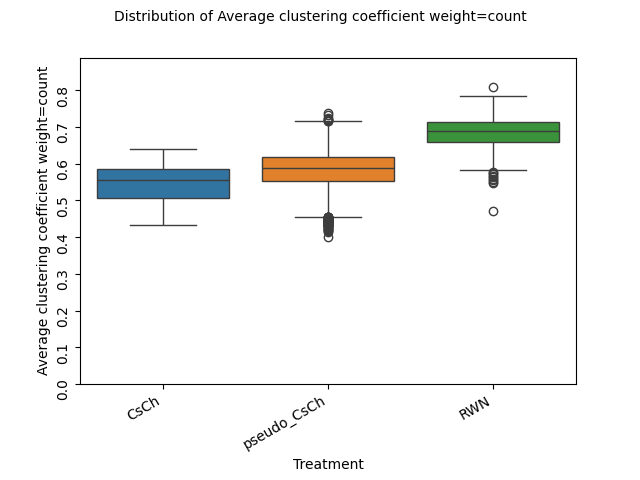 Distribution of Average clustering coefficient weight=count
Average clustering coefficient weight=count
0.8
0.7
0.6
0.5
0.4
0.3
0.2
0.1
0.0
CsCh
pseudo_CsCh
RWN
Treatment